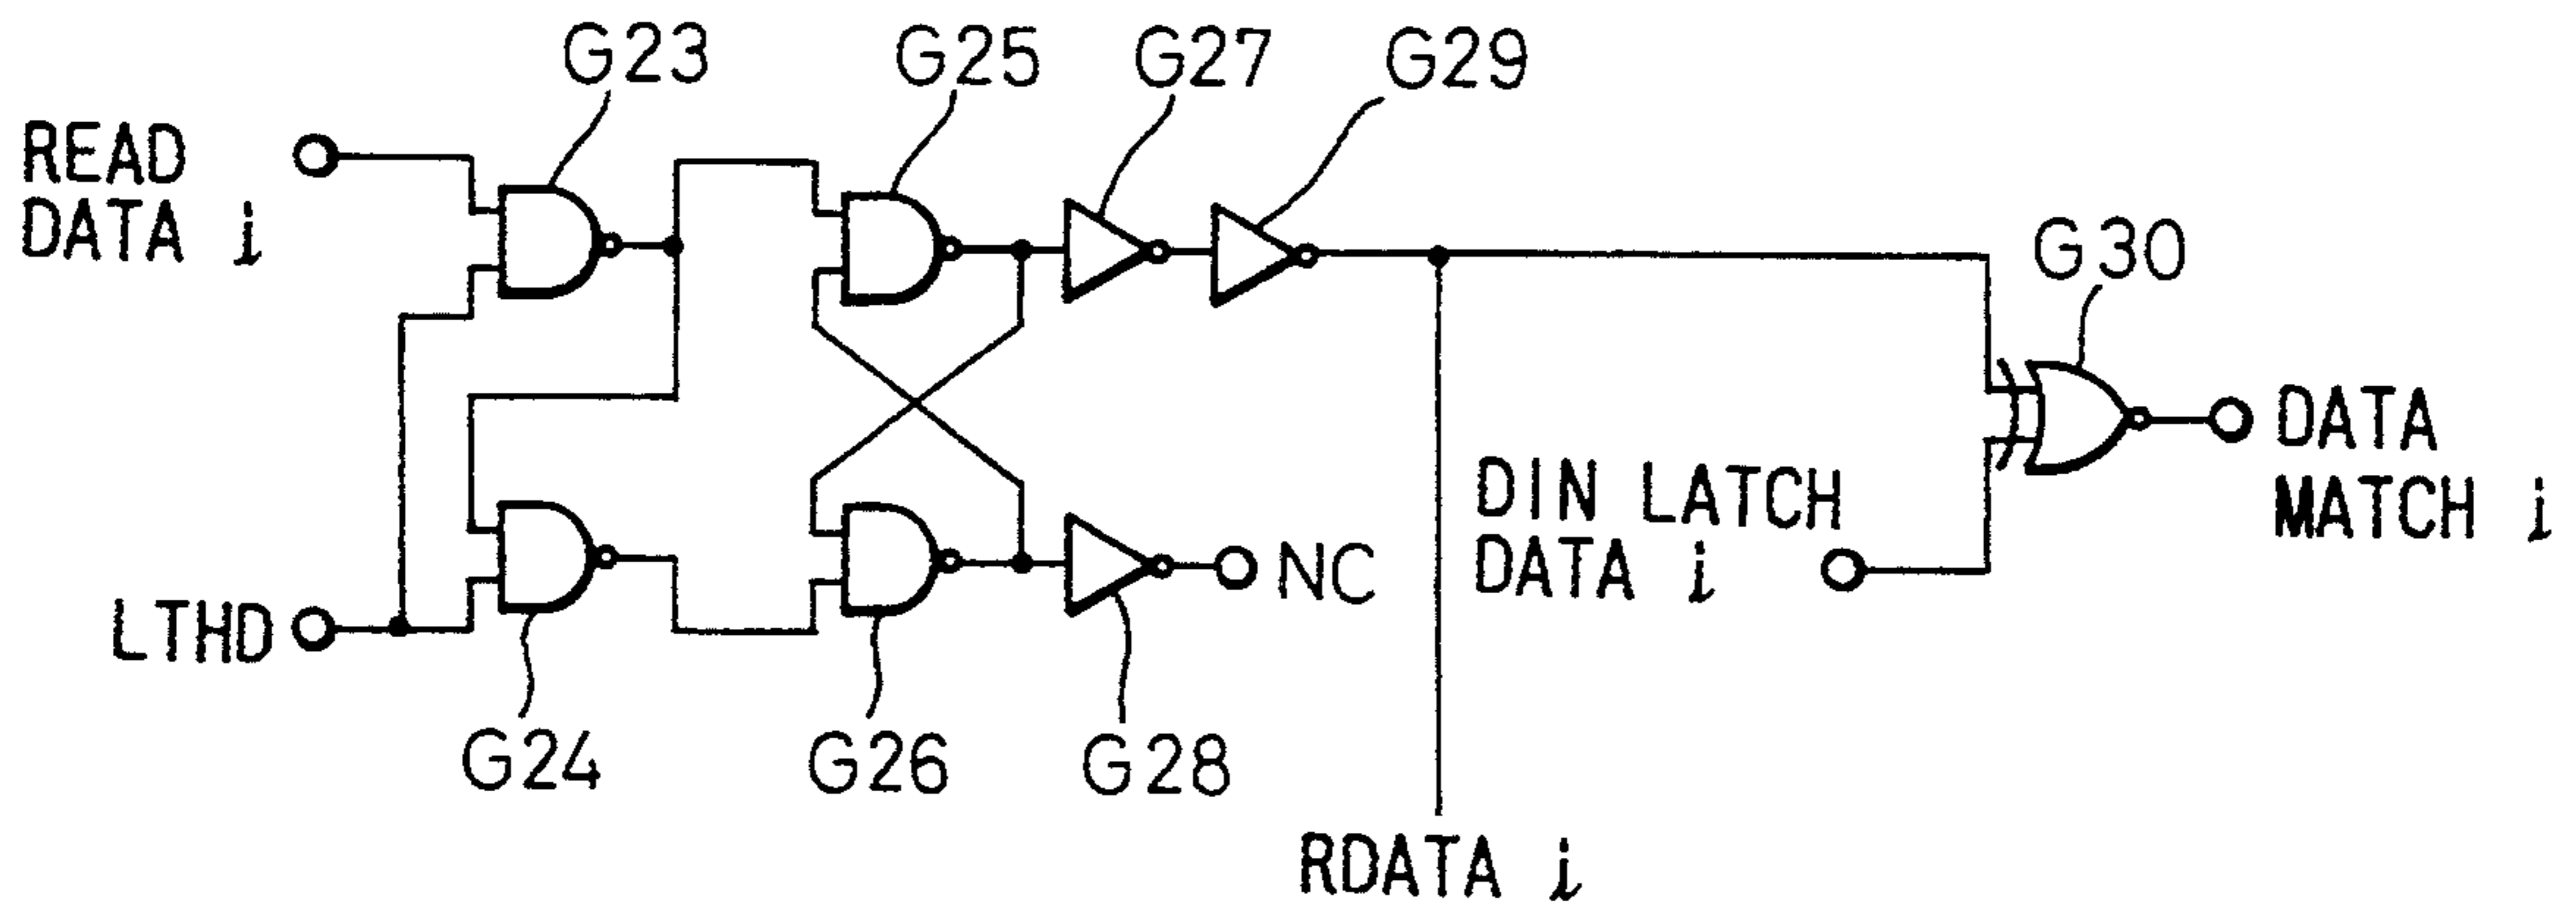 G23
G25
G27
G29
READ
DATA i
G30
DATA
MATCH i
DIN LATCH
DATA i
LTHD
NC
G24
G26
G28
RDATA i